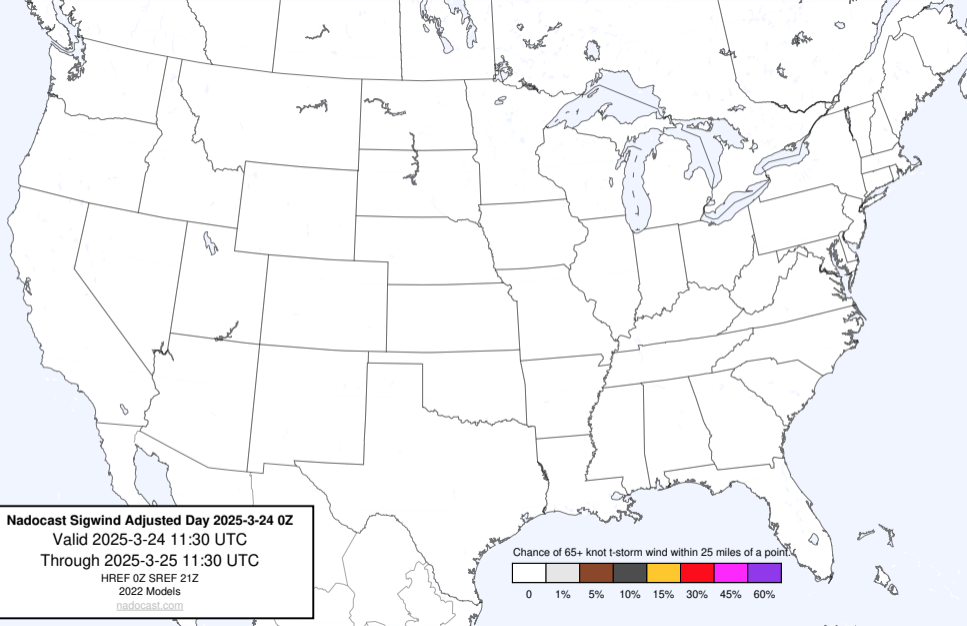 Nadocast Sigwind Adjusted Day 2025-3-24 0Z
Valid 2025-3-24 11:30 UTC
Through 2025-3-25 11:30 UTC
HREF 0Z SREF 21Z
2022 Models
nadocast.com
Chance of 65+ knot t-storm wind within 25 miles of a point.
0 1% 5% 10% 15% 30% 45% 60%